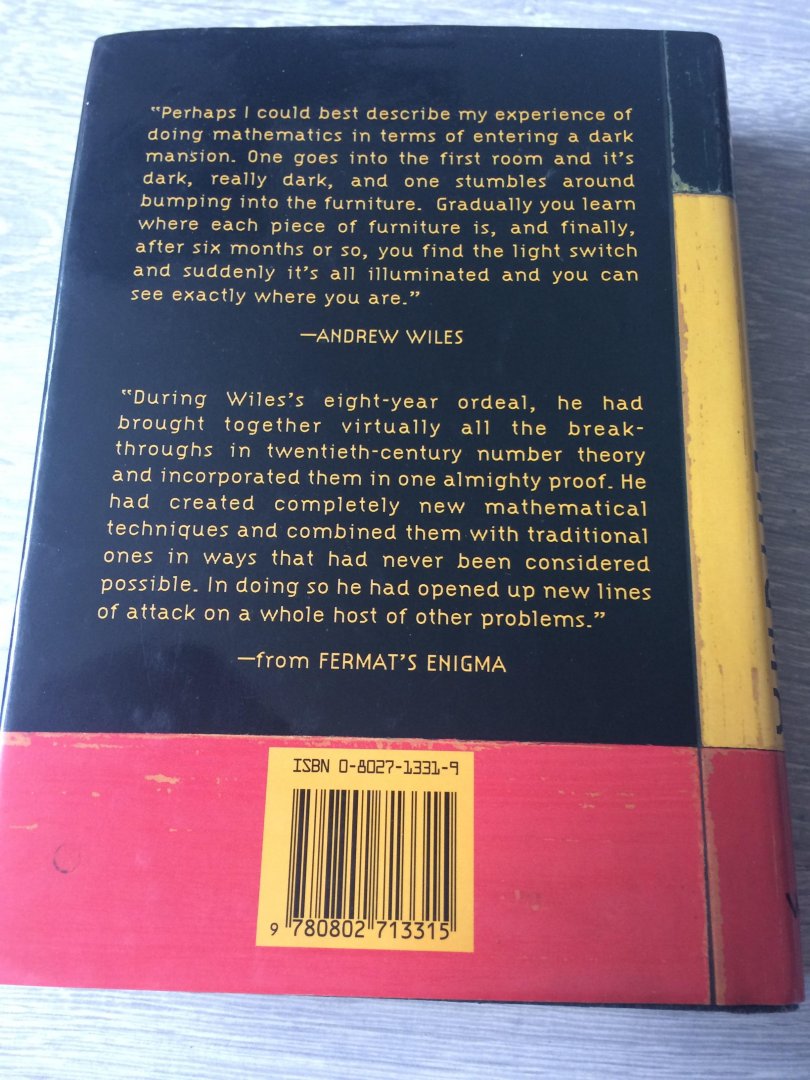 “Perhaps I could best describe my experience of
doing mathematics in terms of entering a dark
mansion. One goes into the first room and it's
dark, really dark, and one stumbles around
bumping into the furniture. Gradually you learn
where each piece of furniture is, and finally,
after six months or so, you find the light switch
and suddenly it's all illuminated and you can
see exactly where you are.”
—ANDREW WILES
“During Wiles's eight-year ordeal, he had
brought together virtually all the break-
throughs in twentieth-century number theory
and incorporated them in one almighty proof. He
had created completely new mathematical
techniques and combined them with traditional
ones in ways that had never been considered
possible. In doing so he had opened up new lines
of attack on a whole host of other problems.”
—from FERMAT'S ENIGMA
ISBN 0-8027-1331-9
9 780802 713315